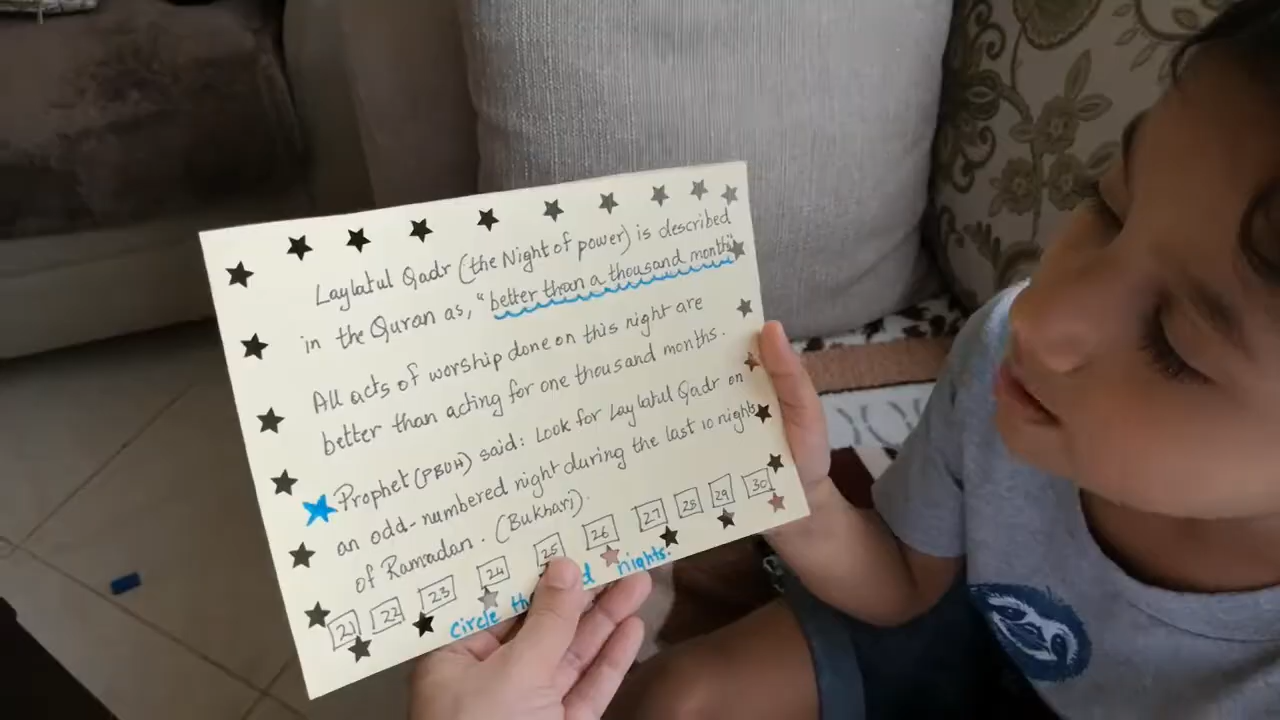 Laylatul Qadr (the Night of power) is described
in the Quran as, "better than a thousand months"
All acts of worship done on this night are
better than acting for one thousand months.
Prophet (PBUH) said: Look for Laylatul Qadr on
an odd-numbered night during the last 10 nights
of Ramadan. (Bukhari).
21 22 23 24 25 26 27 28 29 30
circle nights.